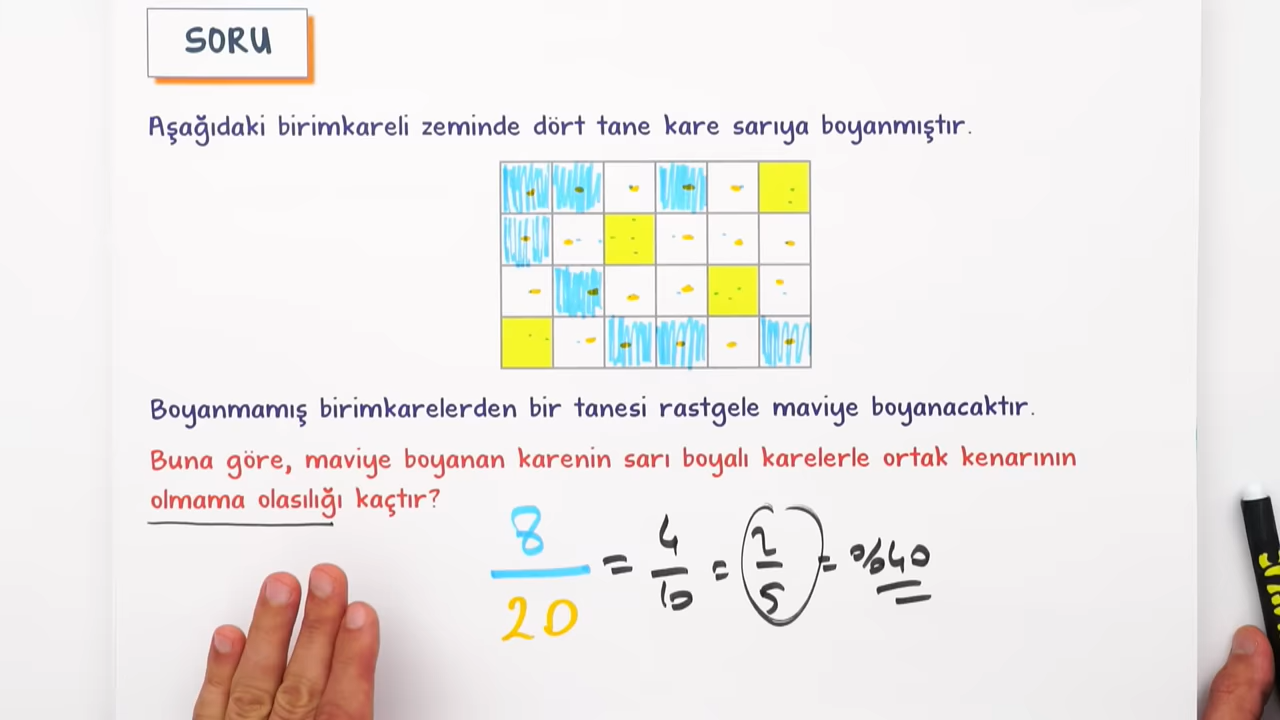 SORU
Aşağıdaki birimkareli zeminde dört tane kare sarıya boyanmıştır.
Boyanmamış birimkarelerden bir tanesi rastgele maviye boyanacaktır.
Buna göre, maviye boyanan karenin sarı boyalı karelerle ortak kenarının
olmama olasılığı kaçtır?
8/20 = 4/10 = 2/5 = %40